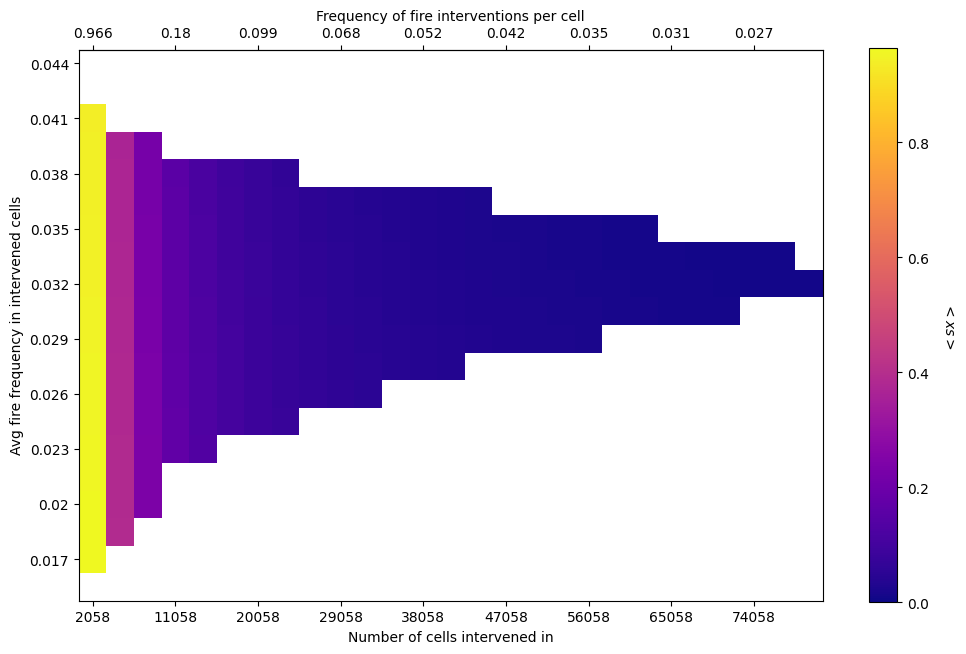 Frequency of fire interventions per cell
0.966 0.18 0.099 0.068 0.052 0.042 0.035 0.031 0.027
Avg fire frequency in intervened cells
0.044
0.041
0.038
0.035
0.032
0.029
0.026
0.023
0.02
0.017
2058 11058 20058 29058 38058 47058 56058 65058 74058
Number of cells intervened in
0.8
0.6
0.4
0.2
0.0
< sx >